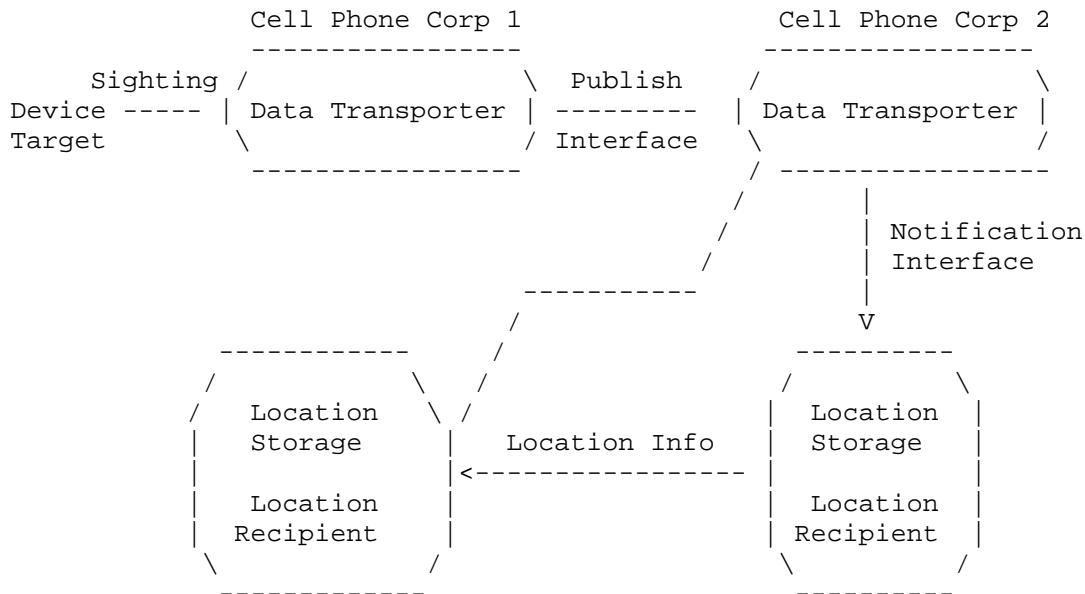 Cell Phone Corp 1 Cell Phone Corp 2
Sighting Publish
Device Data Transporter Data Transporter
Target Interface
Notification
Interface
V
Location Location
Storage Location Info Storage
Location Location
Recipient Recipient